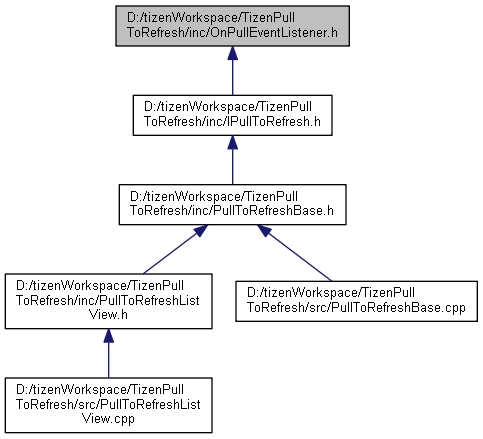 D:/tizenWorkspace/TizenPull
ToRefresh/inc/OnPullEventListener.h
D:/tizenWorkspace/TizenPull
ToRefresh/inc/IPullToRefresh.h
D:/tizenWorkspace/TizenPull
ToRefresh/inc/PullToRefreshBase.h
D:/tizenWorkspace/TizenPull
ToRefresh/inc/PullToRefreshList
View.h
D:/tizenWorkspace/TizenPull
ToRefresh/src/PullToRefreshBase.cpp
D:/tizenWorkspace/TizenPull
ToRefresh/src/PullToRefreshList
View.cpp